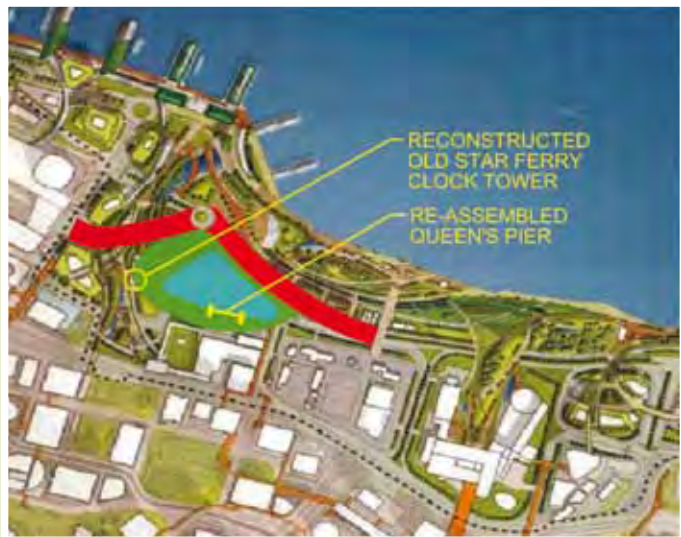 RECONSTRUCTED
OLD STAR FERRY
CLOCK TOWER
RE-ASSEMBLED
QUEEN'S PIER